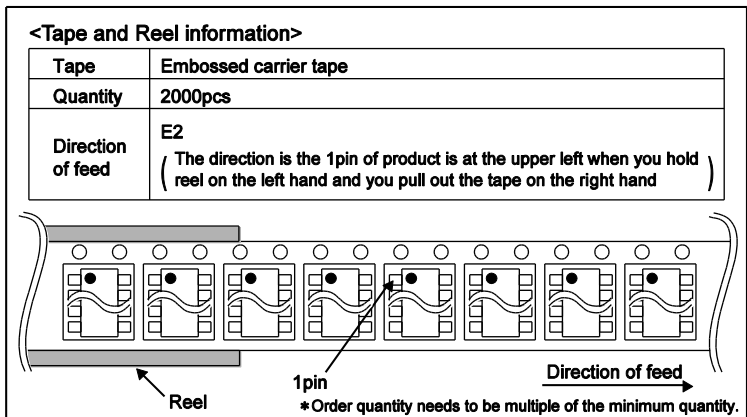 <Tape and Reel information>
Tape Embossed carrier tape
Quantity 2000pcs
Direction of feed E2
( The direction is the 1pin of product is at the upper left when you hold
reel on the left hand and you pull out the tape on the right hand )
1pin
Direction of feed
Reel
*Order quantity needs to be multiple of the minimum quantity.